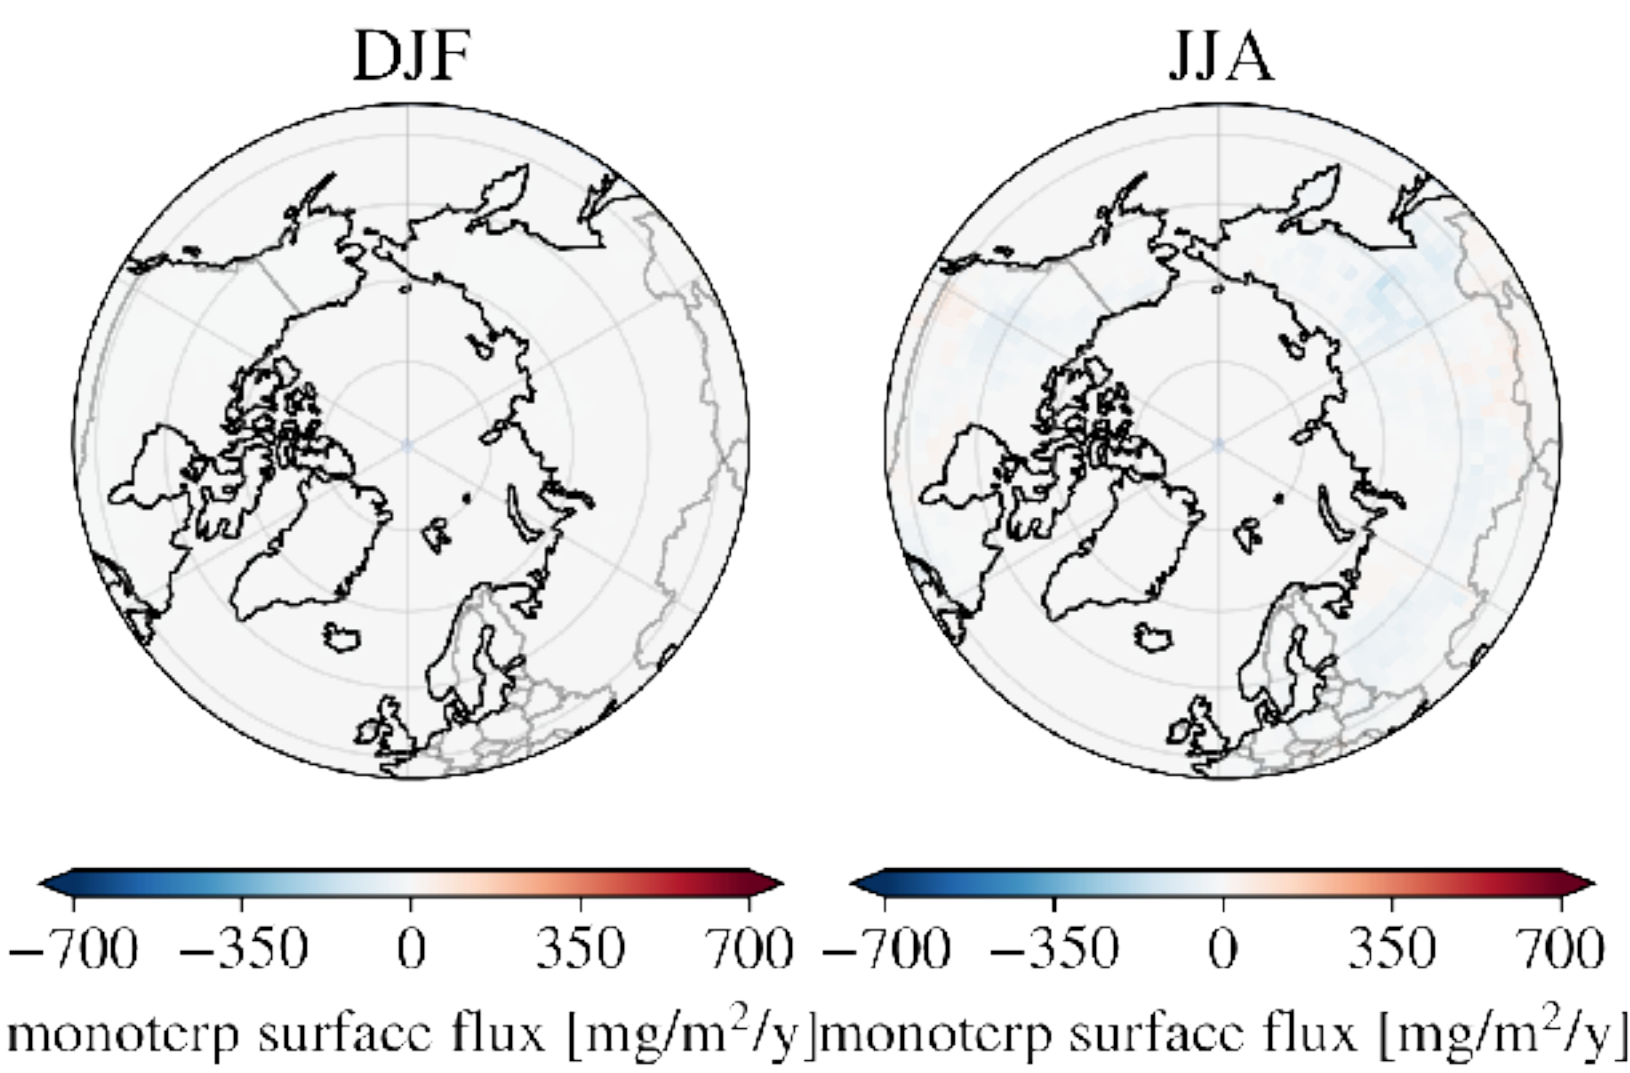 DJF
JJA
−700 −350 0 350 700
−700 −350 0 350 700
monoterp surface flux [mg/m²/y]
monoterp surface flux [mg/m²/y]